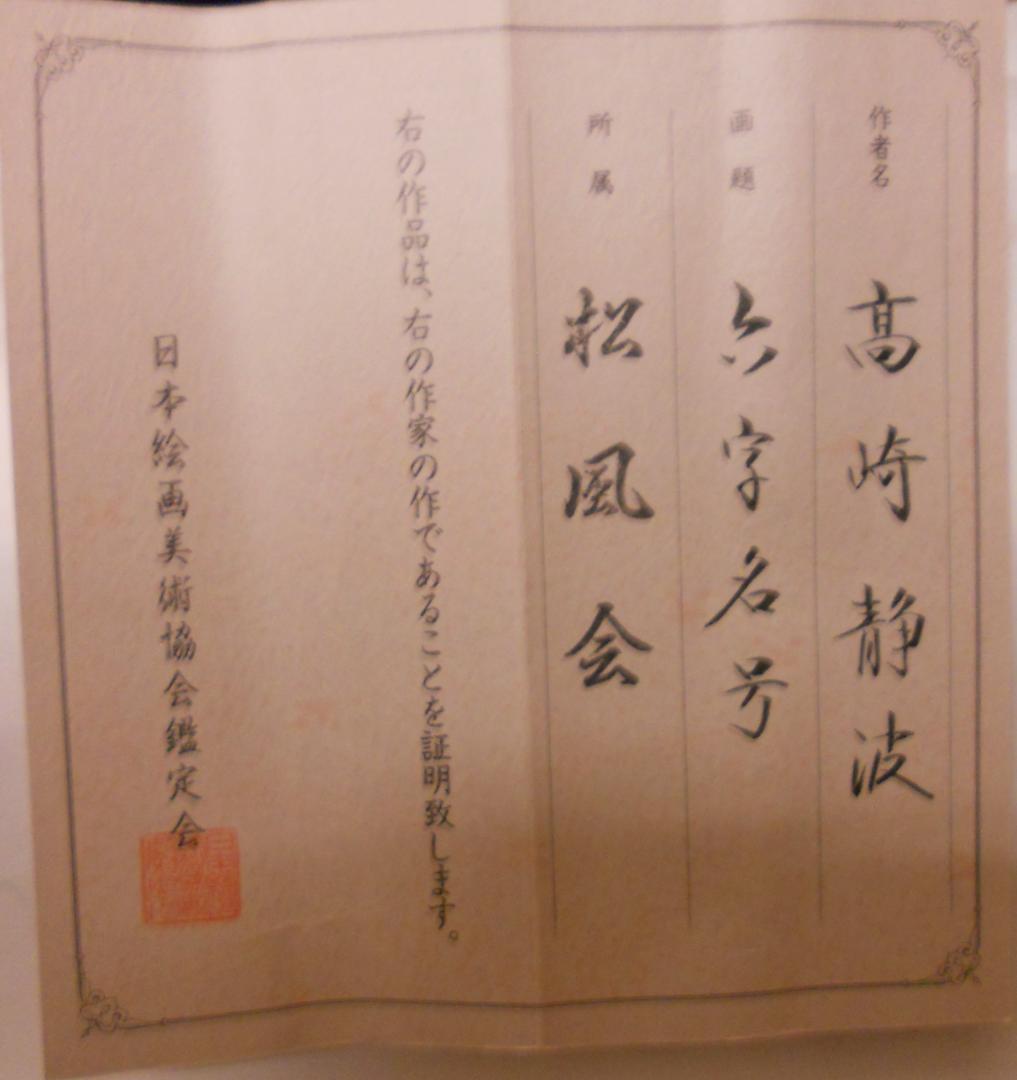 作者名 高崎静波
画題 六字名号
所属 松風会
右の作品は、右の作家の作であることを証明致します。
日本絵画美術協会鑑定会